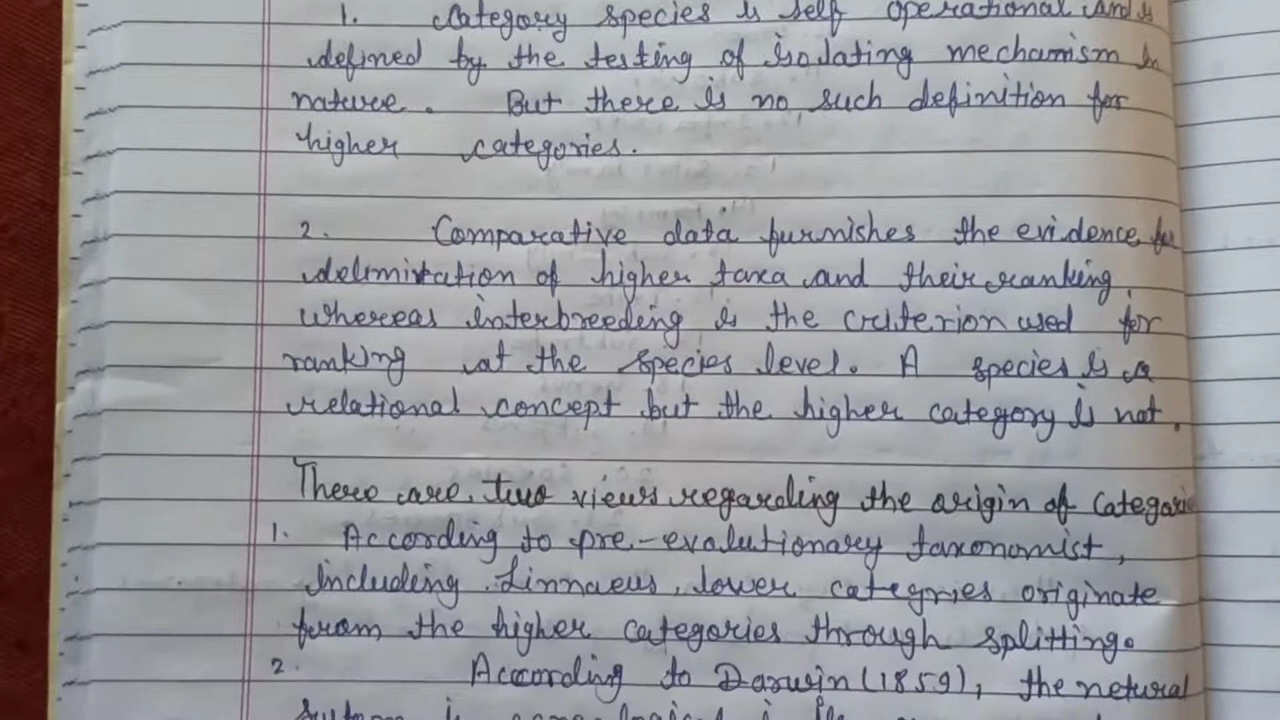 1. Category species is self operational and is
defined by the testing of isolating mechanism in
nature. But there is no such definition for
higher categories.
2. Comparative data furnishes the evidence for
delimitation of higher taxa and their ranking.
whereas interbreeding is the criterion used for
ranking at the species level. A species is a
relational concept but the higher category is not.
There are two views regarding the origin of Categorie
1. According to pre-evolutionary taxonomist,
including Linnaeus, lower categries originate
from the higher categories through splitting.
2. According to Darwin (1859), the netural